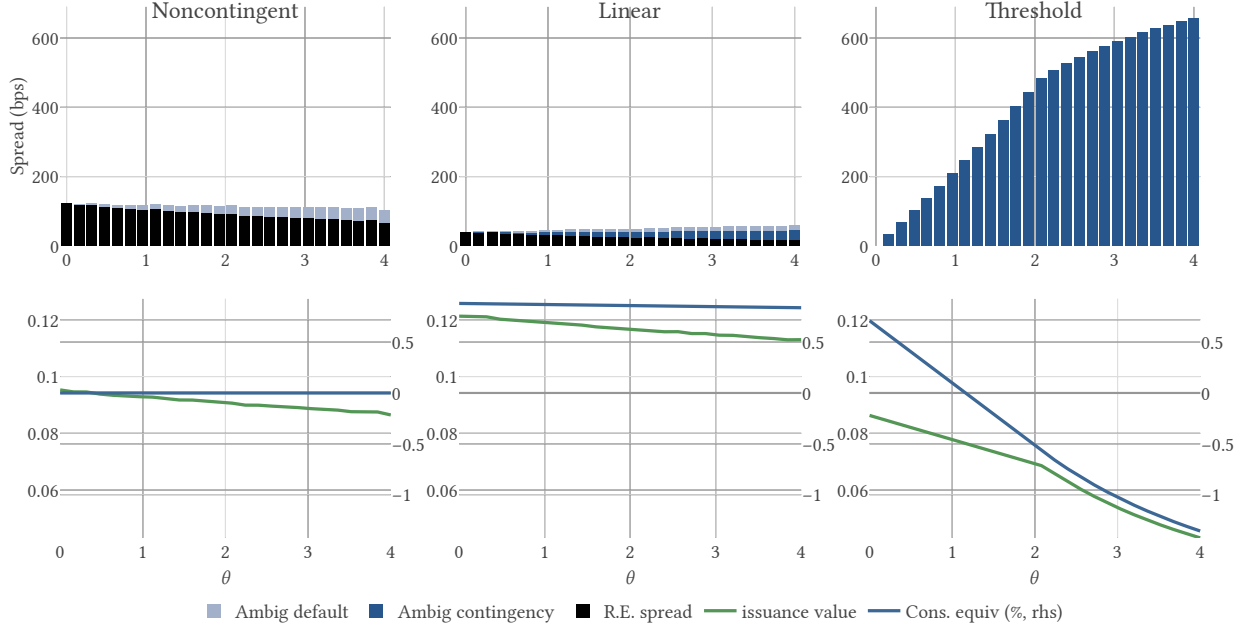 Noncontingent Linear Threshold
Spread (bps)
600 600 600
400 400 400
200 200 200
0 0 0
0 1 2 3 4 0 1 2 3 4 0 1 2 3 4
0.12 0.12 0.5 0.12 0.5
0.5
0.1 0 0.1 0 0.1 0
0.08 −0.5 0.08 −0.5 0.08 −0.5
0.06 −1 0.06 −1 0.06 −1
0 1 2 3 4 0 1 2 3 4 0 1 2 3 4
θ θ θ
Ambig default Ambig contingency R.E. spread issuance value Cons. equiv (%, rhs)